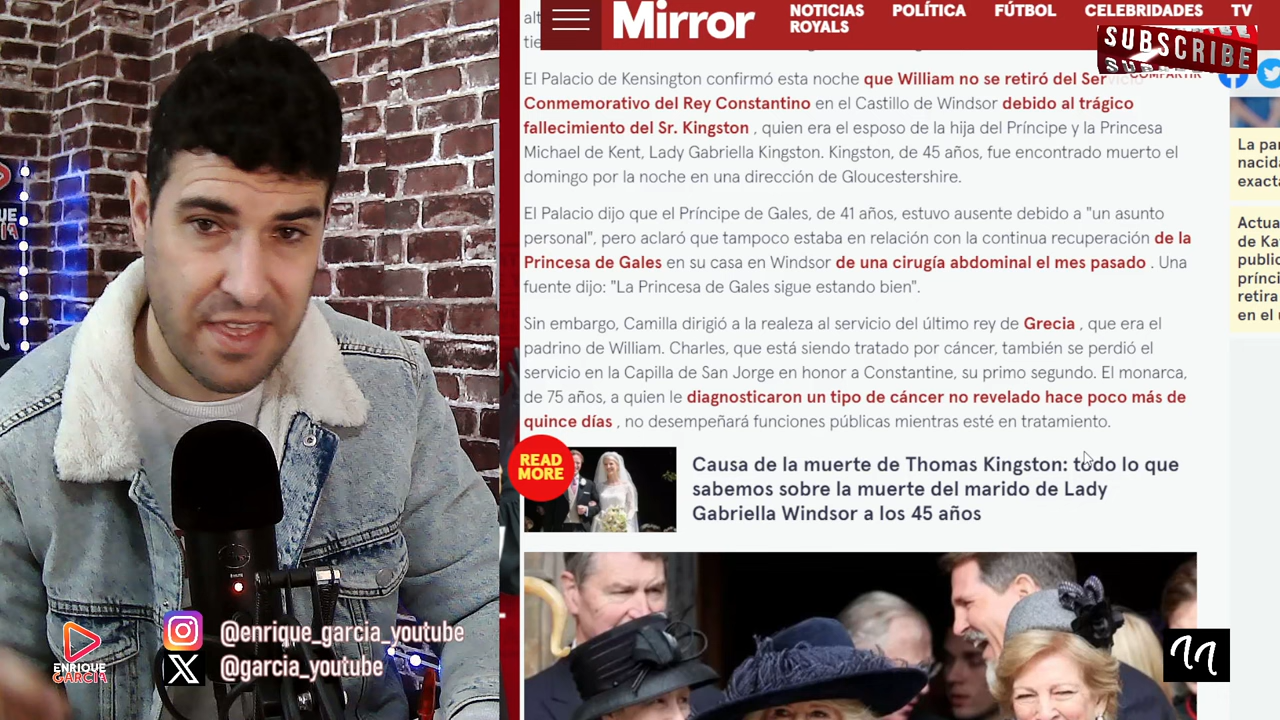 Mirror
NOTICIAS
ROYALS
POLÍTICA
FÚTBOL
CELEBRIDADES
TV
SUBSCRIBE
COMPARTIR
El Palacio de Kensington confirmó esta noche que William no se retiró del Servicio
Conmemorativo del Rey Constantino en el Castillo de Windsor debido al trágico
fallecimiento del Sr. Kingston , quien era el esposo de la hija del Príncipe y la Princesa
Michael de Kent, Lady Gabriella Kingston. Kingston, de 45 años, fue encontrado muerto el
domingo por la noche en una dirección de Gloucestershire.
El Palacio dijo que el Príncipe de Gales, de 41 años, estuvo ausente debido a "un asunto
personal", pero aclaró que tampoco estaba en relación con la continua recuperación de la
Princesa de Gales en su casa en Windsor de una cirugía abdominal el mes pasado . Una
fuente dijo: "La Princesa de Gales sigue estando bien".
Sin embargo, Camilla dirigió a la realeza al servicio del último rey de Grecia , que era el
padrino de William. Charles, que está siendo tratado por cáncer, también se perdió el
servicio en la Capilla de San Jorge en honor a Constantine, su primo segundo. El monarca,
de 75 años, a quien le diagnosticaron un tipo de cáncer no revelado hace poco más de
quince días , no desempeñará funciones públicas mientras esté en tratamiento.
READ
MORE
Causa de la muerte de Thomas Kingston: todo lo que
sabemos sobre la muerte del marido de Lady
Gabriella Windsor a los 45 años
La pa
nacid
exact
Actua
de Ka
public
prínci
retira
en el
@enrique_garcia_youtube
@garcia_youtube
ENRIQUE
GARCIA